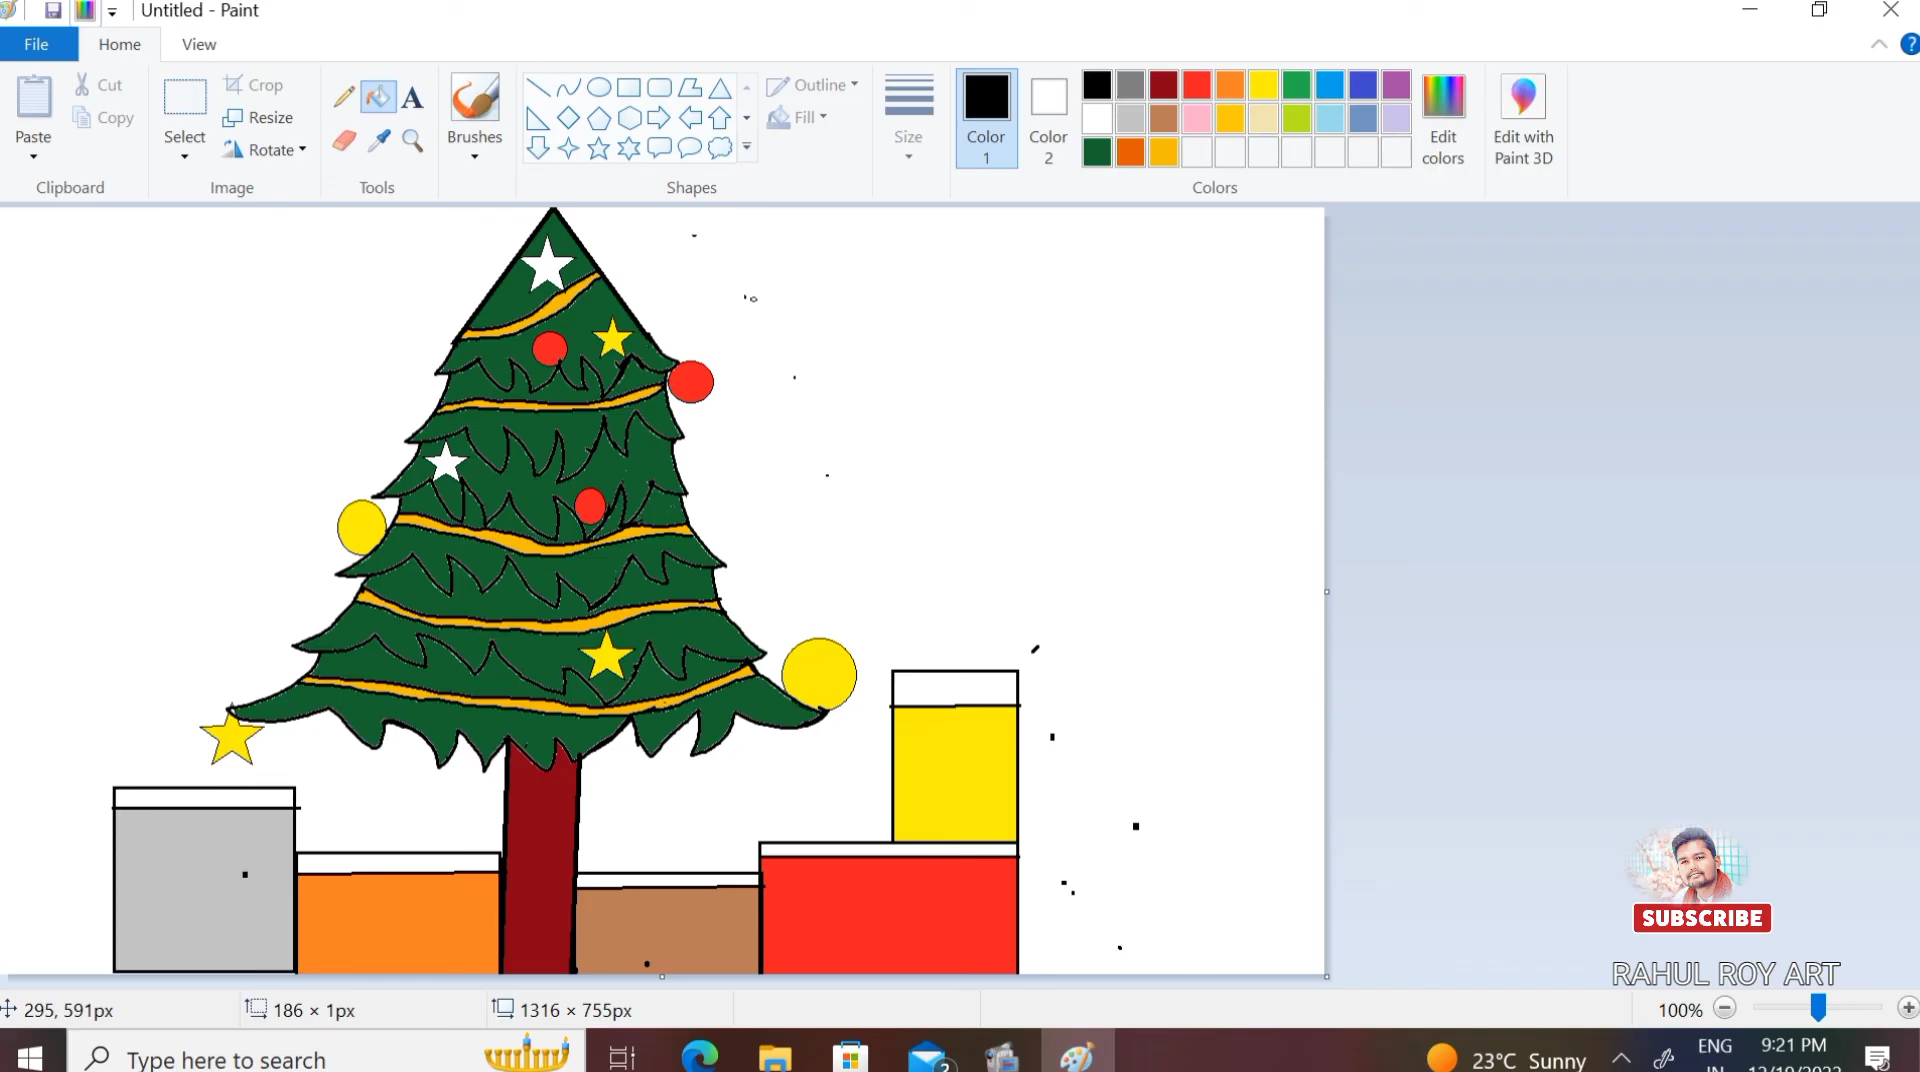 Untitled - Paint
File Home View
Paste
Cut
Copy
Clipboard
Select
Crop
Resize
Rotate
Image
A
Tools
Brushes
Shapes
Outline
Fill
Size
Color 1
Color 2
Colors
Edit colors
Edit with Paint 3D
?
SUBSCRIBE
RAHUL ROY ART
295, 591px 186 × 1px 1316 × 755px 100%
Type here to search
2
23°C Sunny
ENG
IN
9:21 PM